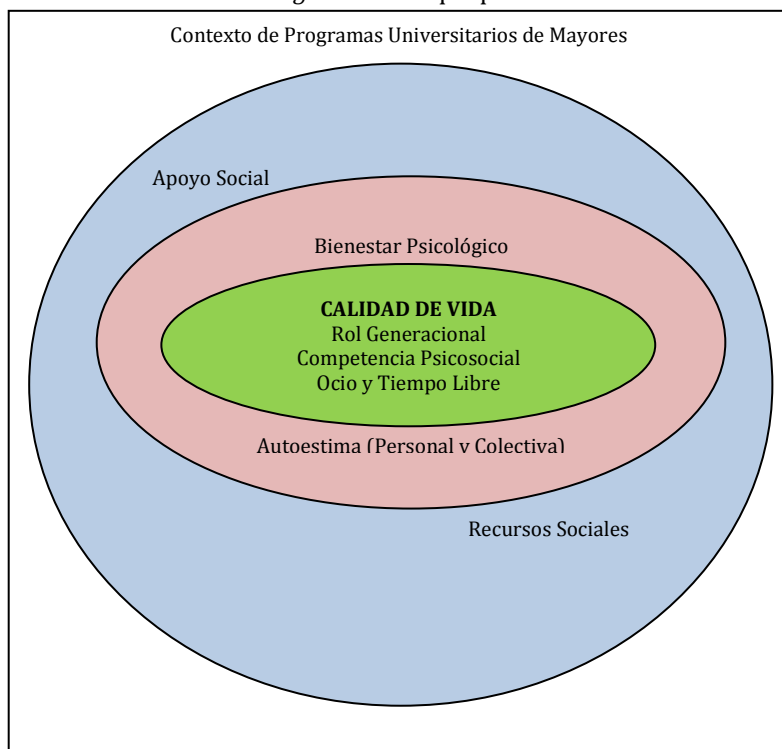 Contexto de Programas Universitarios de Mayores
Apoyo Social
Bienestar Psicológico
CALIDAD DE VIDA
Rol Generacional
Competencia Psicosocial
Ocio y Tiempo Libre
Autoestima (Personal y Colectiva)
Recursos Sociales